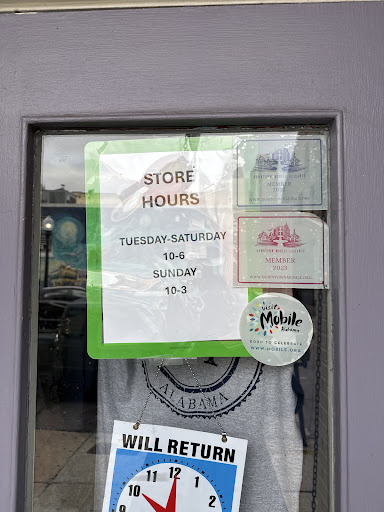 STORE
HOURS
TUESDAY-SATURDAY
10-6
SUNDAY
10-3
MEMBER
MEMBER
2023
visit
Mobile
Alabama
BORN TO CELEBRATE
WWW.MOBILE.ORG
ALABAMA
WILL RETURN
11 12 1
10 2